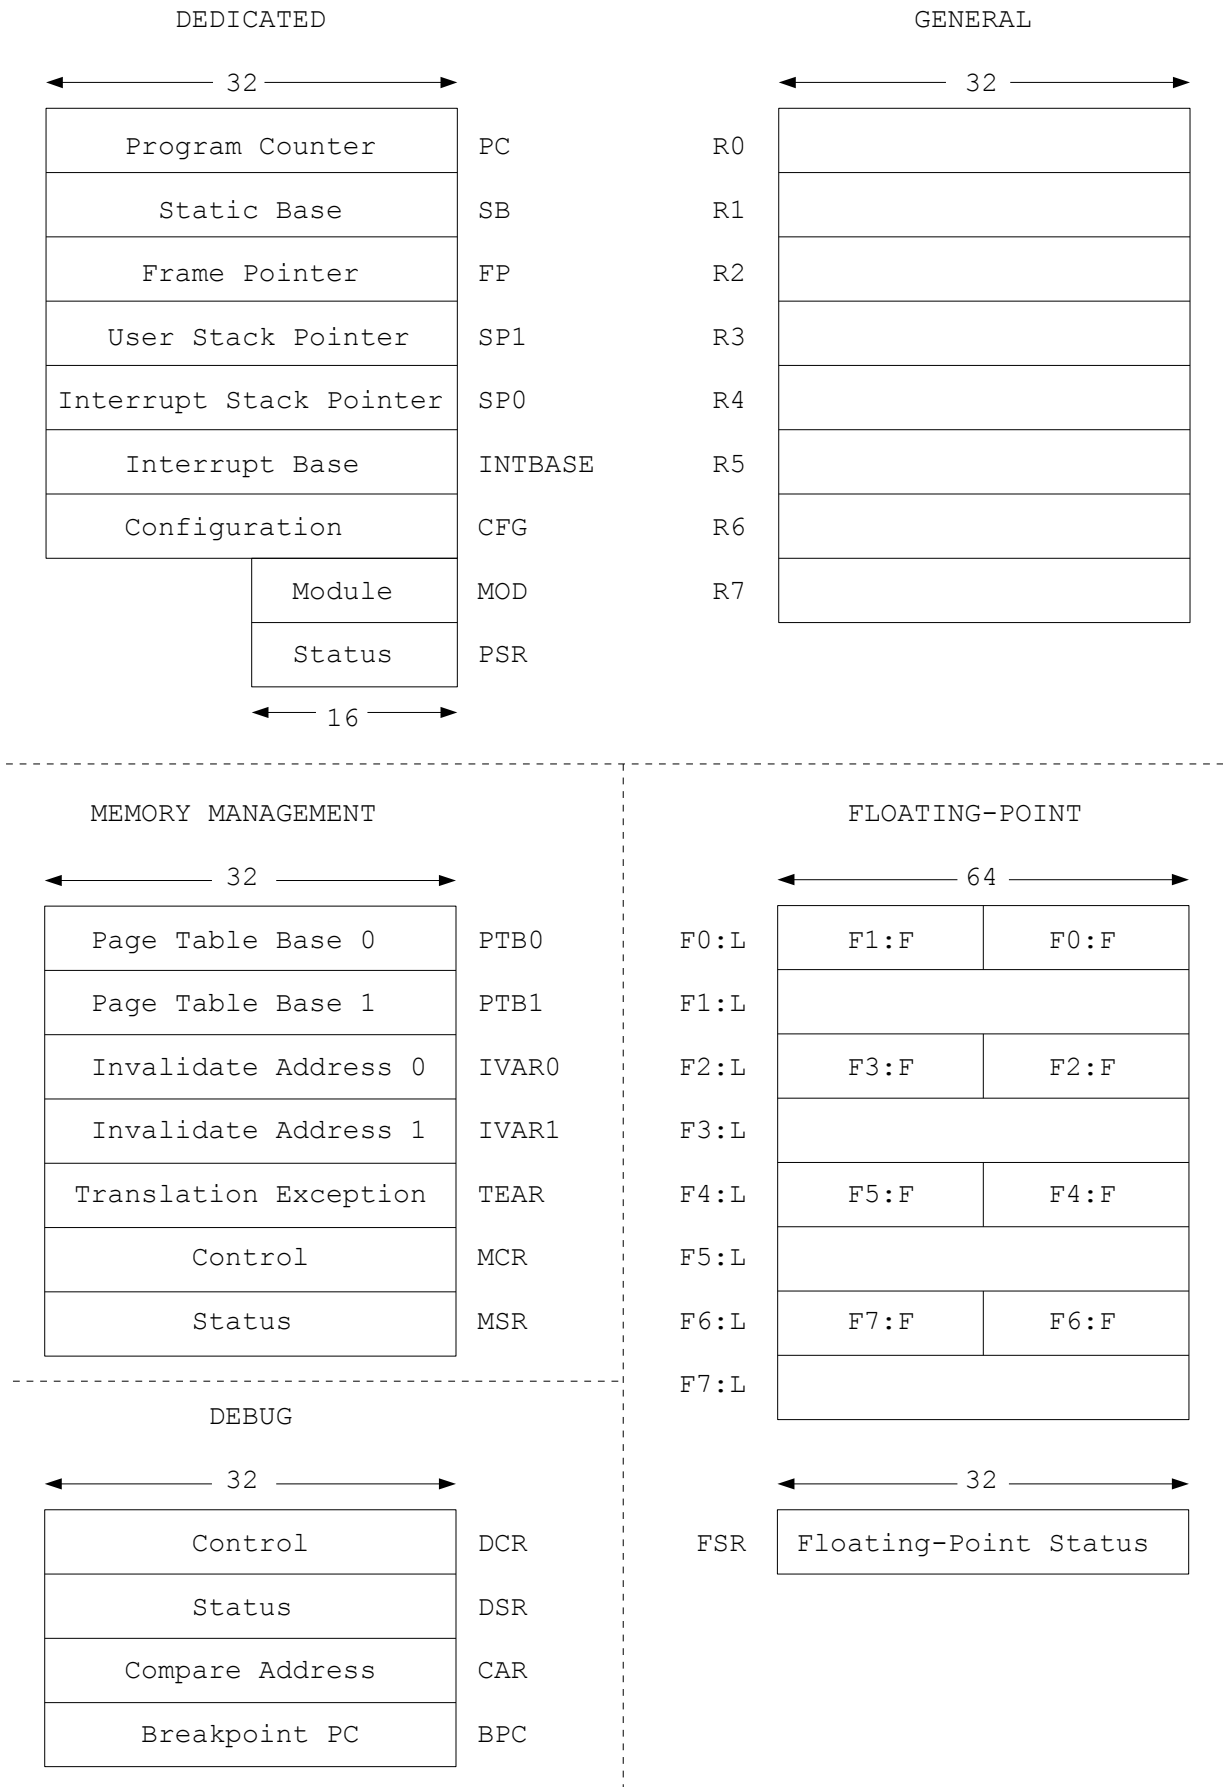 DEDICATED
32
Program Counter PC
Static Base SB
Frame Pointer FP
User Stack Pointer SP1
Interrupt Stack Pointer SP0
Interrupt Base INTBASE
Configuration CFG
Module MOD
Status PSR
16
GENERAL
32
R0
R1
R2
R3
R4
R5
R6
R7
MEMORY MANAGEMENT
32
Page Table Base 0 PTB0
Page Table Base 1 PTB1
Invalidate Address 0 IVAR0
Invalidate Address 1 IVAR1
Translation Exception TEAR
Control MCR
Status MSR
DEBUG
32
Control DCR
Status DSR
Compare Address CAR
Breakpoint PC BPC
FLOATING-POINT
64
F0:L F1:F F0:F
F1:L
F2:L F3:F F2:F
F3:L
F4:L F5:F F4:F
F5:L
F6:L F7:F F6:F
F7:L
32
FSR Floating-Point Status